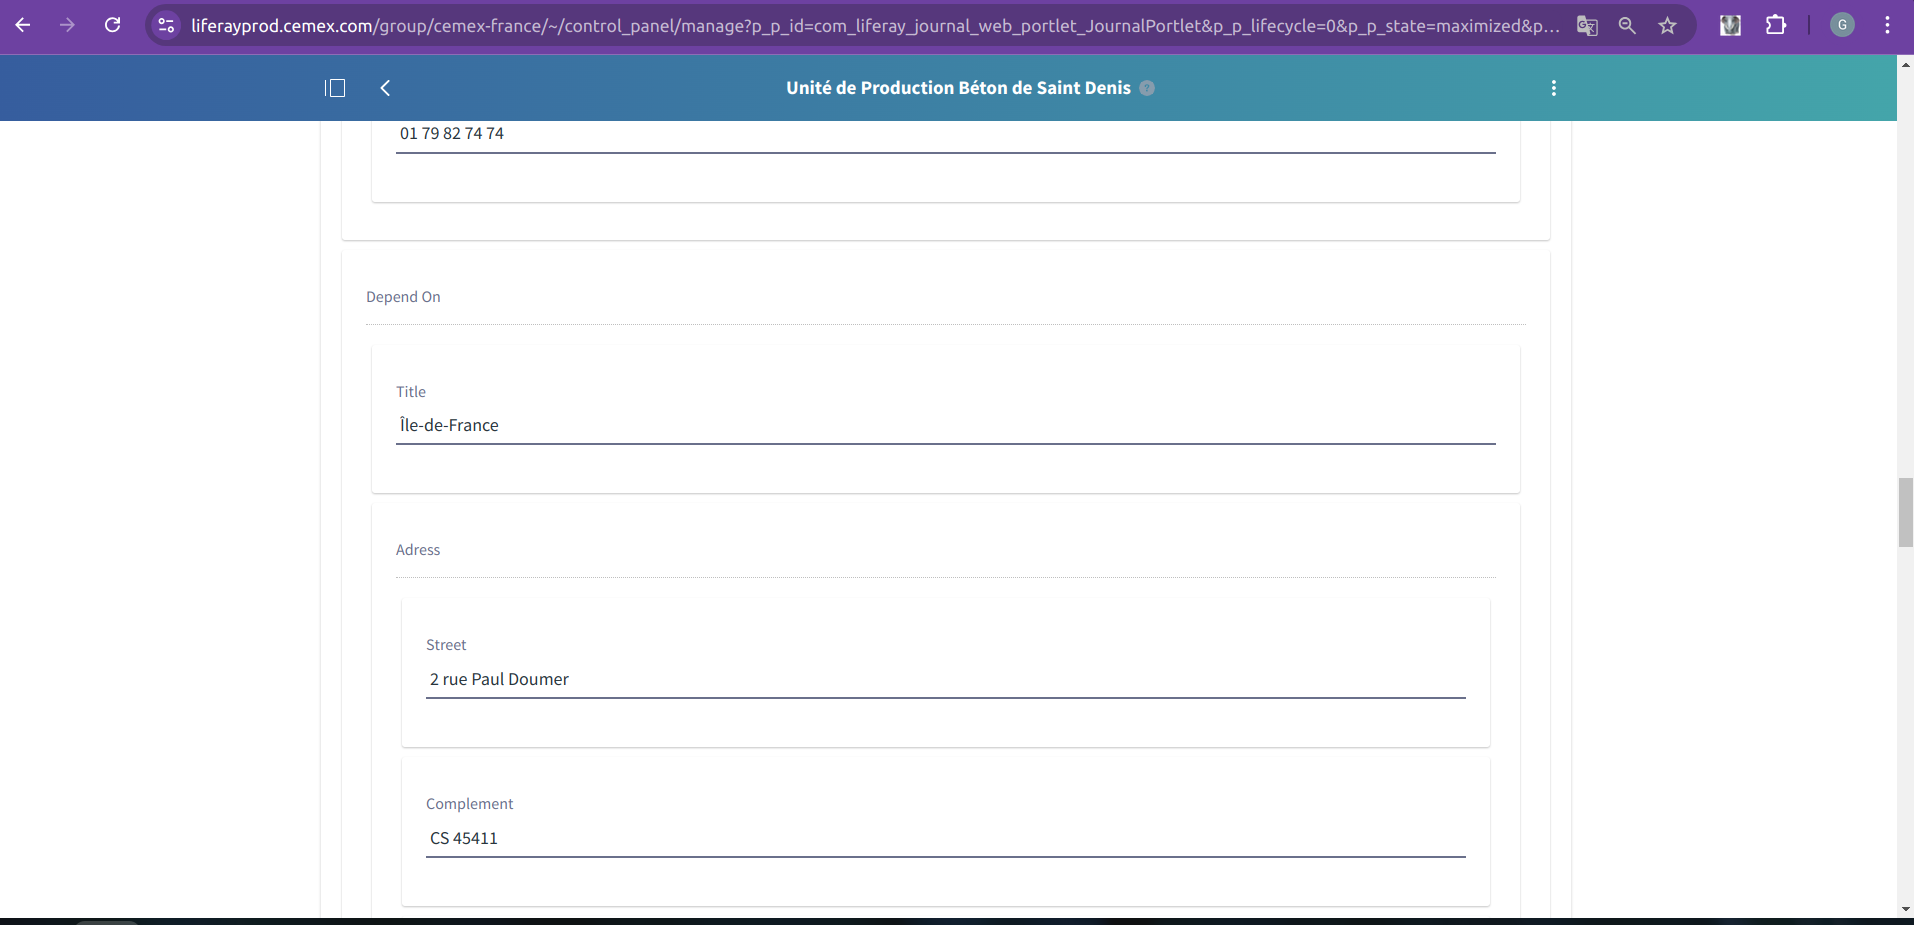 liferayprod.cemex.com/group/cemex-france/~/control_panel/manage?p_p_id=com_liferay_journal_web_portlet_JournalPortlet&p_p_lifecycle=0&p_p_state=maximized&p...
G
Unité de Production Béton de Saint Denis ?
01 79 82 74 74
Depend On
Title
Île-de-France
Adress
Street
2 rue Paul Doumer
Complement
CS 45411